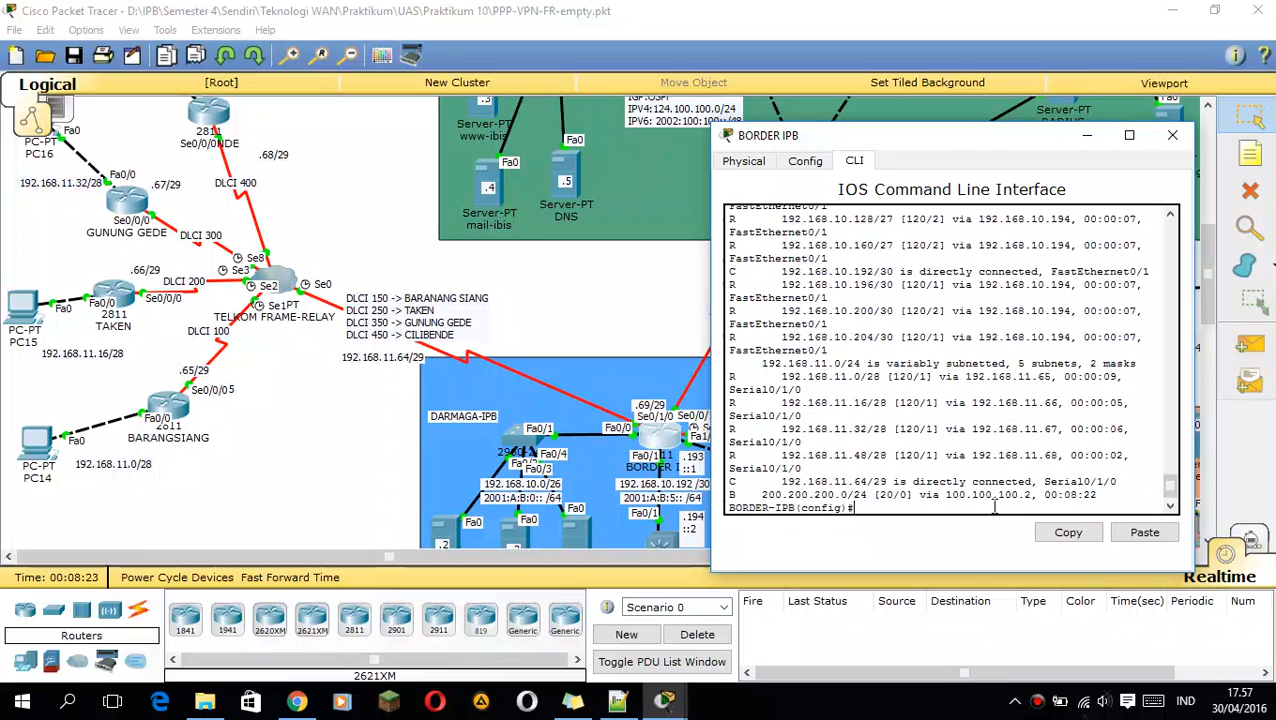 Cisco Packet Tracer - D:\IPB\Semester 4\Sendiri\Teknologi WAN\Praktikum\UAS\Praktikum 10\PPP-VPN-FR-empty.pkt
File Edit Options View Tools Extensions Help
Logical
[Root]
New Cluster
Move Object
Set Tiled Background
Viewport
Fa0
PC-PT
PC16
192.168.11.32/28
2811
Se0/0/0NDE
.68/29
DLCI 400
.67/29
Se0/0/0
GUNUNG GEDE
DLCI 300
Se8
Se3
.66/29
DLCI 200
Se2
Se0
Fa0
Fa0/0
Se0/0/0
PC-PT
PC15
2811
TAKEN
Se1PT
TELKOM FRAME-RELAY
DLCI 100
192.168.11.16/28
.65/29
Se0/0/05
Fa0/0
BARANGSIANG
Fa0
PC-PT
PC14
192.168.11.0/28
DLCI 150 -> BARANANG SIANG
DLCI 250 -> TAKEN
DLCI 350 -> GUNUNG GEDE
DLCI 450 -> CILIBENDE
192.168.11.64/29
.3
Server-PT
www-ibis
Fa0
.4
Server-PT
mail-ibis
Fa0
.5
Server-PT
DNS
IGP:OSPF
IPV4:124.100.100.0/24
IPV6: 2002:100:100::/48
Server-PT
DARMAGA-IPB
Fa0/1
Fa0/4
Fa0/3
.69/29
Se0/1/0
Fa0/0
Fa0/1
.193
::1
192.168.10.0/26
2001:A:B:0:: /64
192.168.10.192 /30
2001:A:B:5:: /64
.194
::2
.2
Fa0
Fa0
Fa0
BORDER IPB
Physical Config CLI
IOS Command Line Interface
FastEthernet0/1
R 192.168.10.128/27 [120/2] via 192.168.10.194, 00:00:07,
FastEthernet0/1
R 192.168.10.160/27 [120/2] via 192.168.10.194, 00:00:07,
FastEthernet0/1
C 192.168.10.192/30 is directly connected, FastEthernet0/1
R 192.168.10.196/30 [120/1] via 192.168.10.194, 00:00:07,
FastEthernet0/1
R 192.168.10.200/30 [120/1] via 192.168.10.194, 00:00:07,
FastEthernet0/1
R 192.168.10.204/30 [120/1] via 192.168.10.194, 00:00:07,
FastEthernet0/1
192.168.11.0/24 is variably subnetted, 5 subnets, 2 masks
R 192.168.11.0/28 [120/1] via 192.168.11.65, 00:00:09,
Serial0/1/0
R 192.168.11.16/28 [120/1] via 192.168.11.66, 00:00:05,
Serial0/1/0
R 192.168.11.32/28 [120/1] via 192.168.11.67, 00:00:06,
Serial0/1/0
R 192.168.11.48/28 [120/1] via 192.168.11.68, 00:00:02,
Serial0/1/0
C 192.168.11.64/29 is directly connected, Serial0/1/0
B 200.200.200.0/24 [20/0] via 100.100.100.2, 00:08:22
BORDER-IPB(config)#
Copy Paste
Time: 00:08:23 Power Cycle Devices Fast Forward Time
Realtime
Routers
1841 1941 2620XM 2621XM 2811 2901 2911 819 Generic Generic
2621XM
Scenario 0
New Delete
Toggle PDU List Window
Fire Last Status Source Destination Type Color Time(sec) Periodic Num
IND
17.57
30/04/2016